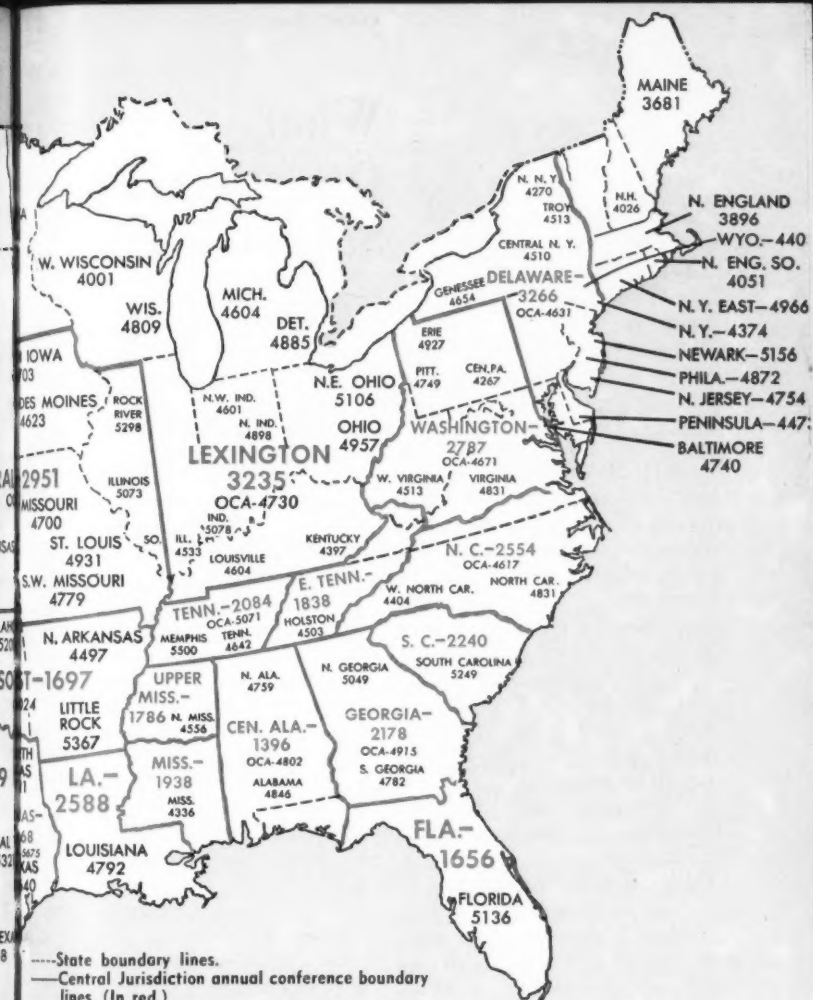 MAINE
3681
N. N. Y.
4270
TROY
4513
N.H.
4026
N. ENGLAND
3896
WYO.—440
N. ENG. SO.
4051
N. Y. EAST—4966
N. Y.—4374
NEWARK—5156
PHILA.—4872
N. JERSEY—4754
PENINSULA—447
BALTIMORE
4740
CENTRAL N. Y.
4510
GENESSEE
4654
DELAWARE—
3266
OCA-4631
W. WISCONSIN
4001
WIS.
4809
MICH.
4604
DET.
4885
ERIE
4927
PITT.
4749
CEN.PA.
4267
IOWA
703
DES MOINES
4623
ROCK
RIVER
5298
N.W. IND.
4601
N. IND.
4898
N.E. OHIO
5106
OHIO
4957
WASHINGTON—
2787
OCA-4671
W. VIRGINIA
4513
VIRGINIA
4831
LEXINGTON
3235
OCA-4730
2951
MISSOURI
4700
ILLINOIS
5073
ST. LOUIS
4931
SO. ILL.
4533
IND.
5078
LOUISVILLE
4604
KENTUCKY
4397
S.W. MISSOURI
4779
N. C.—2554
OCA-4617
W. NORTH CAR.
4404
NORTH CAR.
4831
TENN.—2084
OCA-5071
MEMPHIS
5500
TENN.
4642
E. TENN.—
1838
HOLSTON
4503
N. ARKANSAS
4497
S. C.—2240
SOUTH CAROLINA
5249
ST—1697
LITTLE
ROCK
5367
UPPER
MISS.—
1786
N. MISS.
4556
N. ALA.
4759
CEN. ALA.—
1396
OCA-4802
ALABAMA
4846
N. GEORGIA
5049
GEORGIA—
2178
OCA-4915
S. GEORGIA
4782
LA.—
2588
MISS.—
1938
MISS.
4336
LOUISIANA
4792
FLA.—
1656
FLORIDA
5136
----State boundary lines.
—Central Jurisdiction annual conference boundary
lines. (In red.)